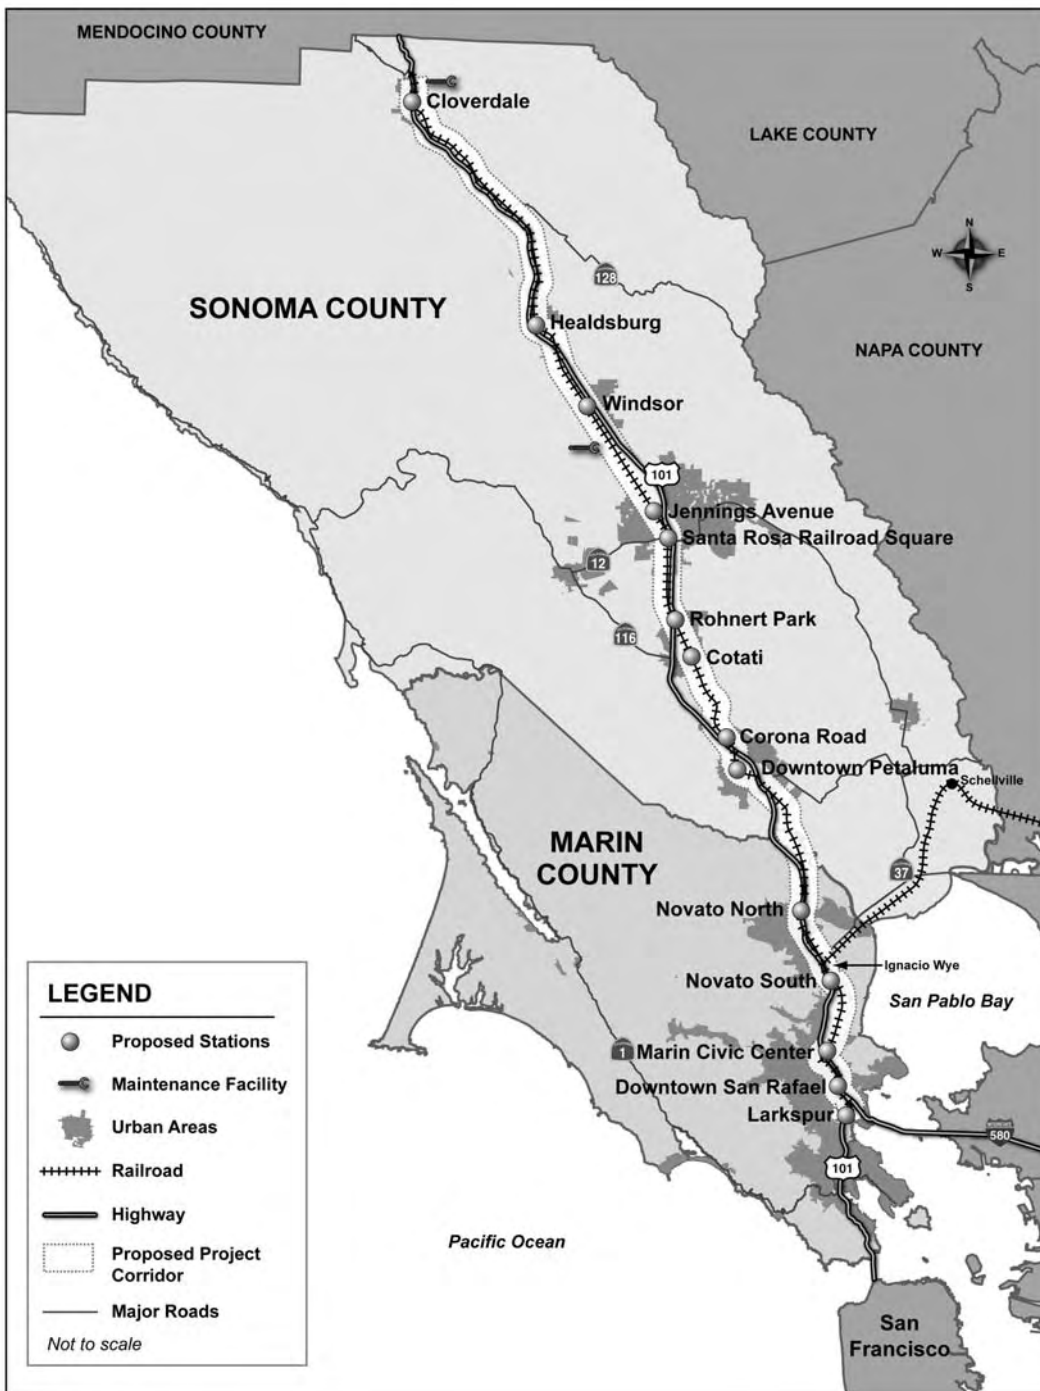 MENDOCINO COUNTY
Cloverdale
LAKE COUNTY
N
W
E
S
128
SONOMA COUNTY
Healdsburg
NAPA COUNTY
Windsor
101
Jennings Avenue
Santa Rosa Railroad Square
12
Rohnert Park
116
Cotati
Corona Road
Downtown Petaluma
Schellville
MARIN
COUNTY
37
Novato North
Ignacio Wye
Novato South
San Pablo Bay
1
Marin Civic Center
Downtown San Rafael
Larkspur
580
101
Pacific Ocean
San
Francisco
LEGEND
Proposed Stations
Maintenance Facility
Urban Areas
Railroad
Highway
Proposed Project
Corridor
Major Roads
Not to scale